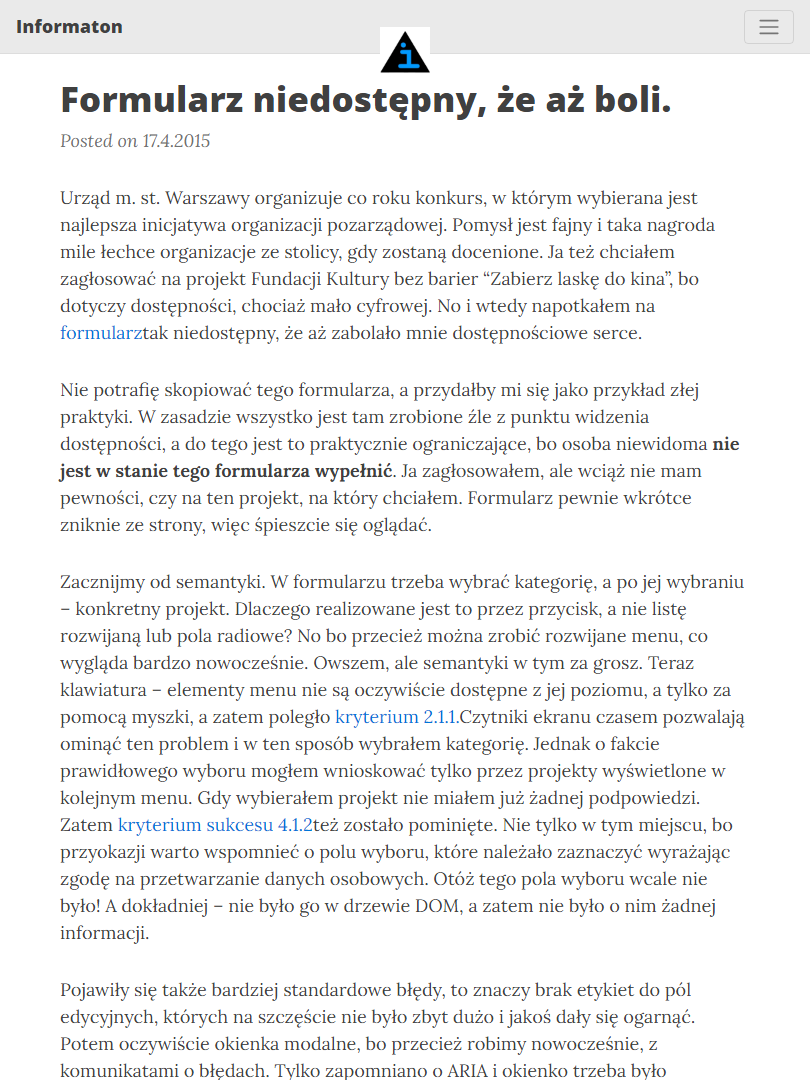 Informaton
i
Formularz niedostępny, że aż boli.
Posted on 17.4.2015
Urząd m. st. Warszawy organizuje co roku konkurs, w którym wybierana jest
najlepsza inicjatywa organizacji pozarządowej. Pomysł jest fajny i taka nagroda
mile łechce organizacje ze stolicy, gdy zostaną docenione. Ja też chciałem
zagłosować na projekt Fundacji Kultury bez barier “Zabierz laskę do kina”, bo
dotyczy dostępności, chociaż mało cyfrowej. No i wtedy napotkałem na
formularztak niedostępny, że aż zabolało mnie dostępnościowe serce.
Nie potrafię skopiować tego formularza, a przydałby mi się jako przykład złej
praktyki. W zasadzie wszystko jest tam zrobione źle z punktu widzenia
dostępności, a do tego jest to praktycznie ograniczające, bo osoba niewidoma nie
jest w stanie tego formularza wypełnić. Ja zagłosowałem, ale wciąż nie mam
pewności, czy na ten projekt, na który chciałem. Formularz pewnie wkrótce
zniknie ze strony, więc śpieszcie się oglądać.
Zacznijmy od semantyki. W formularzu trzeba wybrać kategorię, a po jej wybraniu
– konkretny projekt. Dlaczego realizowane jest to przez przycisk, a nie listę
rozwijaną lub pola radiowe? No bo przecież można zrobić rozwijane menu, co
wygląda bardzo nowocześnie. Owszem, ale semantyki w tym za grosz. Teraz
klawiatura – elementy menu nie są oczywiście dostępne z jej poziomu, a tylko za
pomocą myszki, a zatem poległo kryterium 2.1.1.Czytniki ekranu czasem pozwalają
ominąć ten problem i w ten sposób wybrałem kategorię. Jednak o fakcie
prawidłowego wyboru mogłem wnioskować tylko przez projekty wyświetlone w
kolejnym menu. Gdy wybierałem projekt nie miałem już żadnej podpowiedzi.
Zatem kryterium sukcesu 4.1.2też zostało pominięte. Nie tylko w tym miejscu, bo
przyokazji warto wspomnieć o polu wyboru, które należało zaznaczyć wyrażając
zgodę na przetwarzanie danych osobowych. Otóż tego pola wyboru wcale nie
było! A dokładniej – nie było go w drzewie DOM, a zatem nie było o nim żadnej
informacji.
Pojawiły się także bardziej standardowe błędy, to znaczy brak etykiet do pól
edycyjnych, których na szczęście nie było zbyt dużo i jakoś dały się ogarnąć.
Potem oczywiście okienka modalne, bo przecież robimy nowocześnie, z
komunikatami o błędach. Tylko zapomniano o ARIA i okienko trzeba było